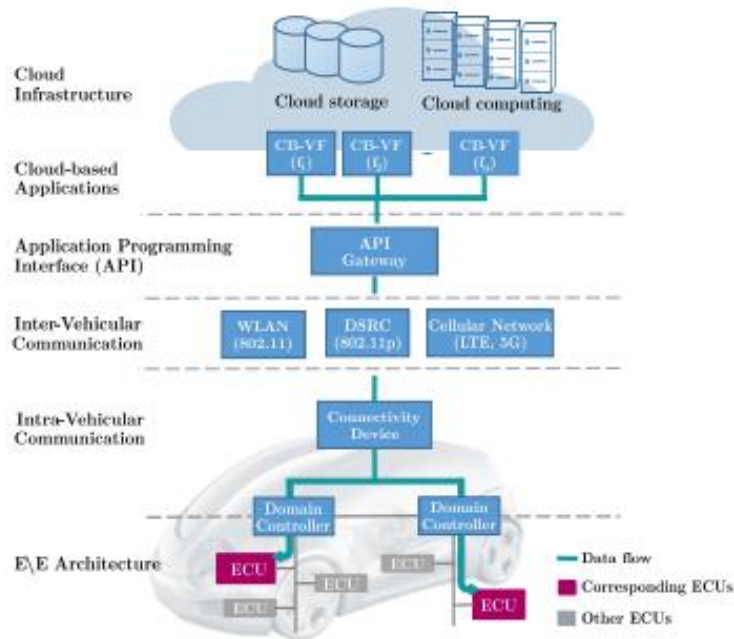 Cloud
Infrastructure
Cloud storage
Cloud computing
Cloud-based
Applications
CB-VF
CB-VF
CB-VF
Application Programming
Interface (API)
API
Gateway
Inter-Vehicular
Communication
WLAN
(802.11)
DSRC
(802.11p)
Cellular Network
(LTE, 5G)
Intra-Vehicular
Communication
Connectivity
Device
Domain
Controller
Domain
Controller
E\E Architecture
ECU
ECU
ECU
ECU
ECU
Data flow
Corresponding ECUs
Other ECUs